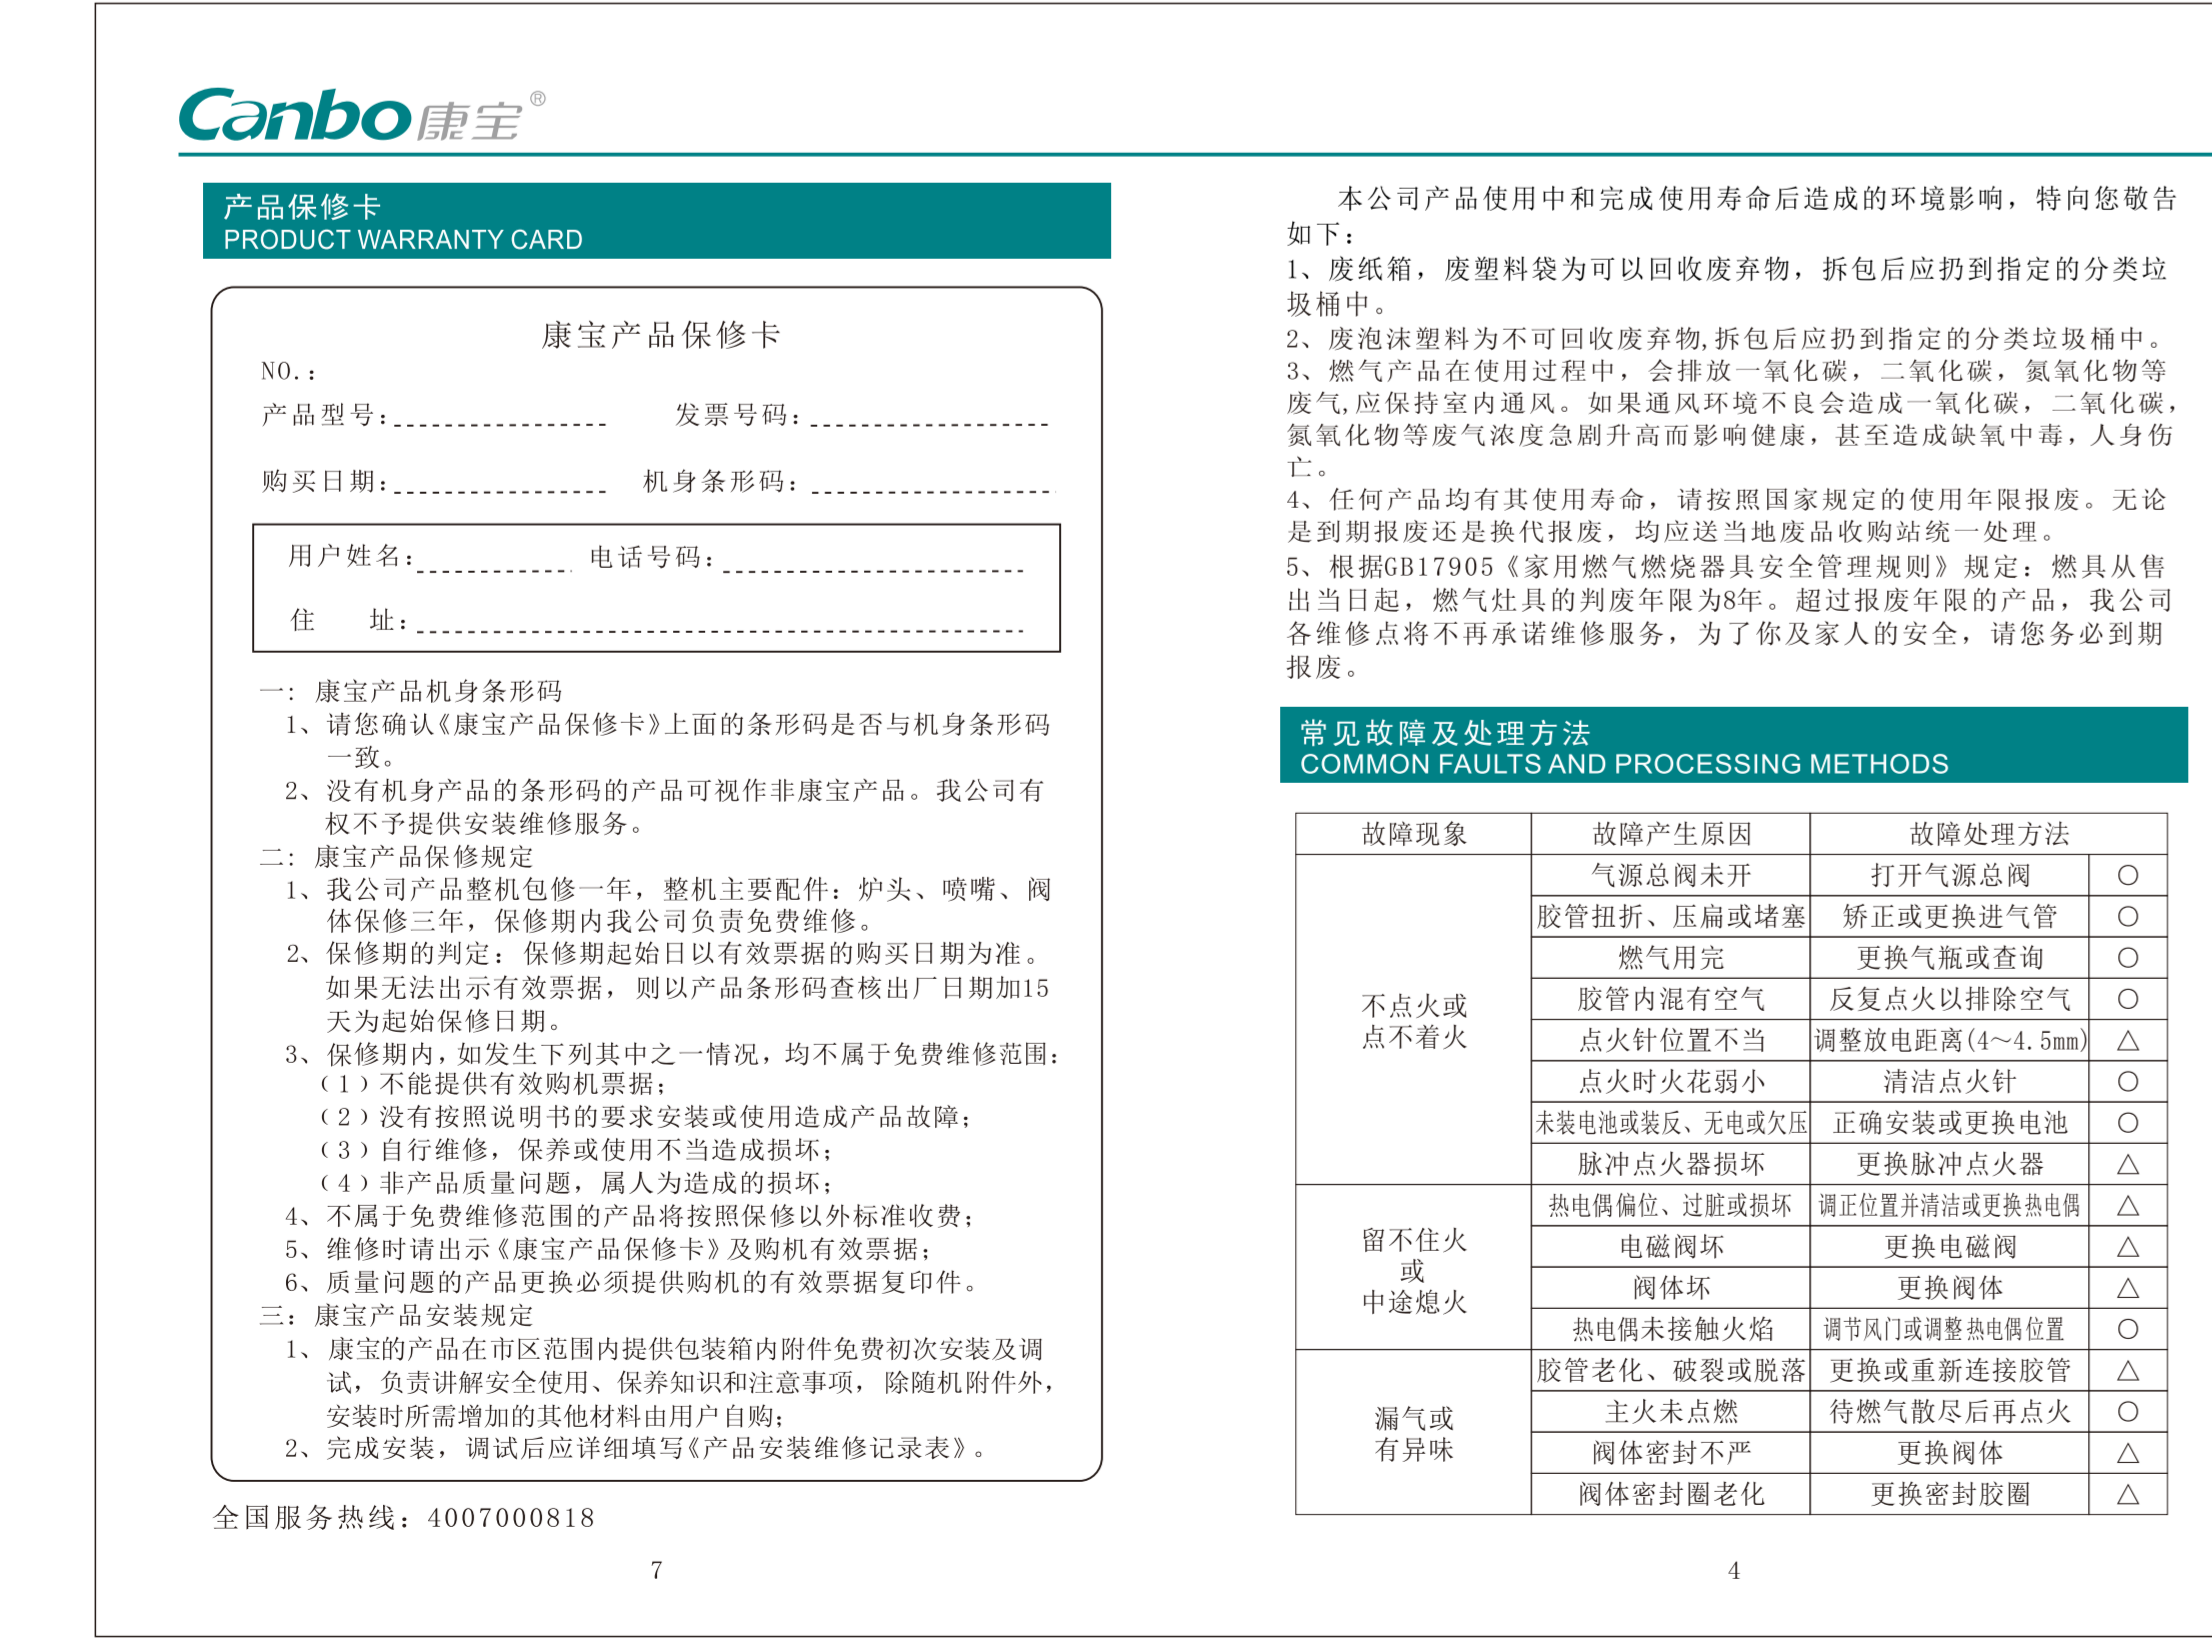 Canbo康宝®
产品保修卡
PRODUCT WARRANTY CARD
康宝产品保修卡
NO.：
产品型号： 发票号码：
购买日期： 机身条形码：
用户姓名： 电话号码：
住 址：
一：康宝产品机身条形码
1、请您确认《康宝产品保修卡》上面的条形码是否与机身条形码
一致。
2、没有机身产品的条形码的产品可视作非康宝产品。我公司有
权不予提供安装维修服务。
二：康宝产品保修规定
1、我公司产品整机包修一年，整机主要配件：炉头、喷嘴、阀
体保修三年，保修期内我公司负责免费维修。
2、保修期的判定：保修期起始日以有效票据的购买日期为准。
如果无法出示有效票据，则以产品条形码查核出厂日期加15
天为起始保修日期。
3、保修期内，如发生下列其中之一情况，均不属于免费维修范围：
（1）不能提供有效购机票据；
（2）没有按照说明书的要求安装或使用造成产品故障；
（3）自行维修，保养或使用不当造成损坏；
（4）非产品质量问题，属人为造成的损坏；
4、不属于免费维修范围的产品将按照保修以外标准收费；
5、维修时请出示《康宝产品保修卡》及购机有效票据；
6、质量问题的产品更换必须提供购机的有效票据复印件。
三：康宝产品安装规定
1、康宝的产品在市区范围内提供包装箱内附件免费初次安装及调
试，负责讲解安全使用、保养知识和注意事项，除随机附件外，
安装时所需增加的其他材料由用户自购；
2、完成安装，调试后应详细填写《产品安装维修记录表》。
全国服务热线：4007000818
7
本公司产品使用中和完成使用寿命后造成的环境影响，特向您敬告
如下：
1、废纸箱，废塑料袋为可以回收废弃物，拆包后应扔到指定的分类垃
圾桶中。
2、废泡沫塑料为不可回收废弃物,拆包后应扔到指定的分类垃圾桶中。
3、燃气产品在使用过程中，会排放一氧化碳，二氧化碳，氮氧化物等
废气,应保持室内通风。如果通风环境不良会造成一氧化碳，二氧化碳，
氮氧化物等废气浓度急剧升高而影响健康，甚至造成缺氧中毒，人身伤
亡。
4、任何产品均有其使用寿命，请按照国家规定的使用年限报废。无论
是到期报废还是换代报废，均应送当地废品收购站统一处理。
5、根据GB17905《家用燃气燃烧器具安全管理规则》规定：燃具从售
出当日起，燃气灶具的判废年限为8年。超过报废年限的产品，我公司
各维修点将不再承诺维修服务，为了你及家人的安全，请您务必到期
报废。
常见故障及处理方法
COMMON FAULTS AND PROCESSING METHODS
故障现象 故障产生原因 故障处理方法
不点火或
点不着火
气源总阀未开 打开气源总阀 ○
胶管扭折、压扁或堵塞 矫正或更换进气管 ○
燃气用完 更换气瓶或查询 ○
胶管内混有空气 反复点火以排除空气 ○
点火针位置不当 调整放电距离(4～4.5mm) △
点火时火花弱小 清洁点火针 ○
未装电池或装反、无电或欠压 正确安装或更换电池 ○
脉冲点火器损坏 更换脉冲点火器 △
留不住火
或
中途熄火
热电偶偏位、过脏或损坏 调正位置并清洁或更换热电偶 △
电磁阀坏 更换电磁阀 △
阀体坏 更换阀体 △
热电偶未接触火焰 调节风门或调整热电偶位置 ○
漏气或
有异味
胶管老化、破裂或脱落 更换或重新连接胶管 △
主火未点燃 待燃气散尽后再点火 ○
阀体密封不严 更换阀体 △
阀体密封圈老化 更换密封胶圈 △
4